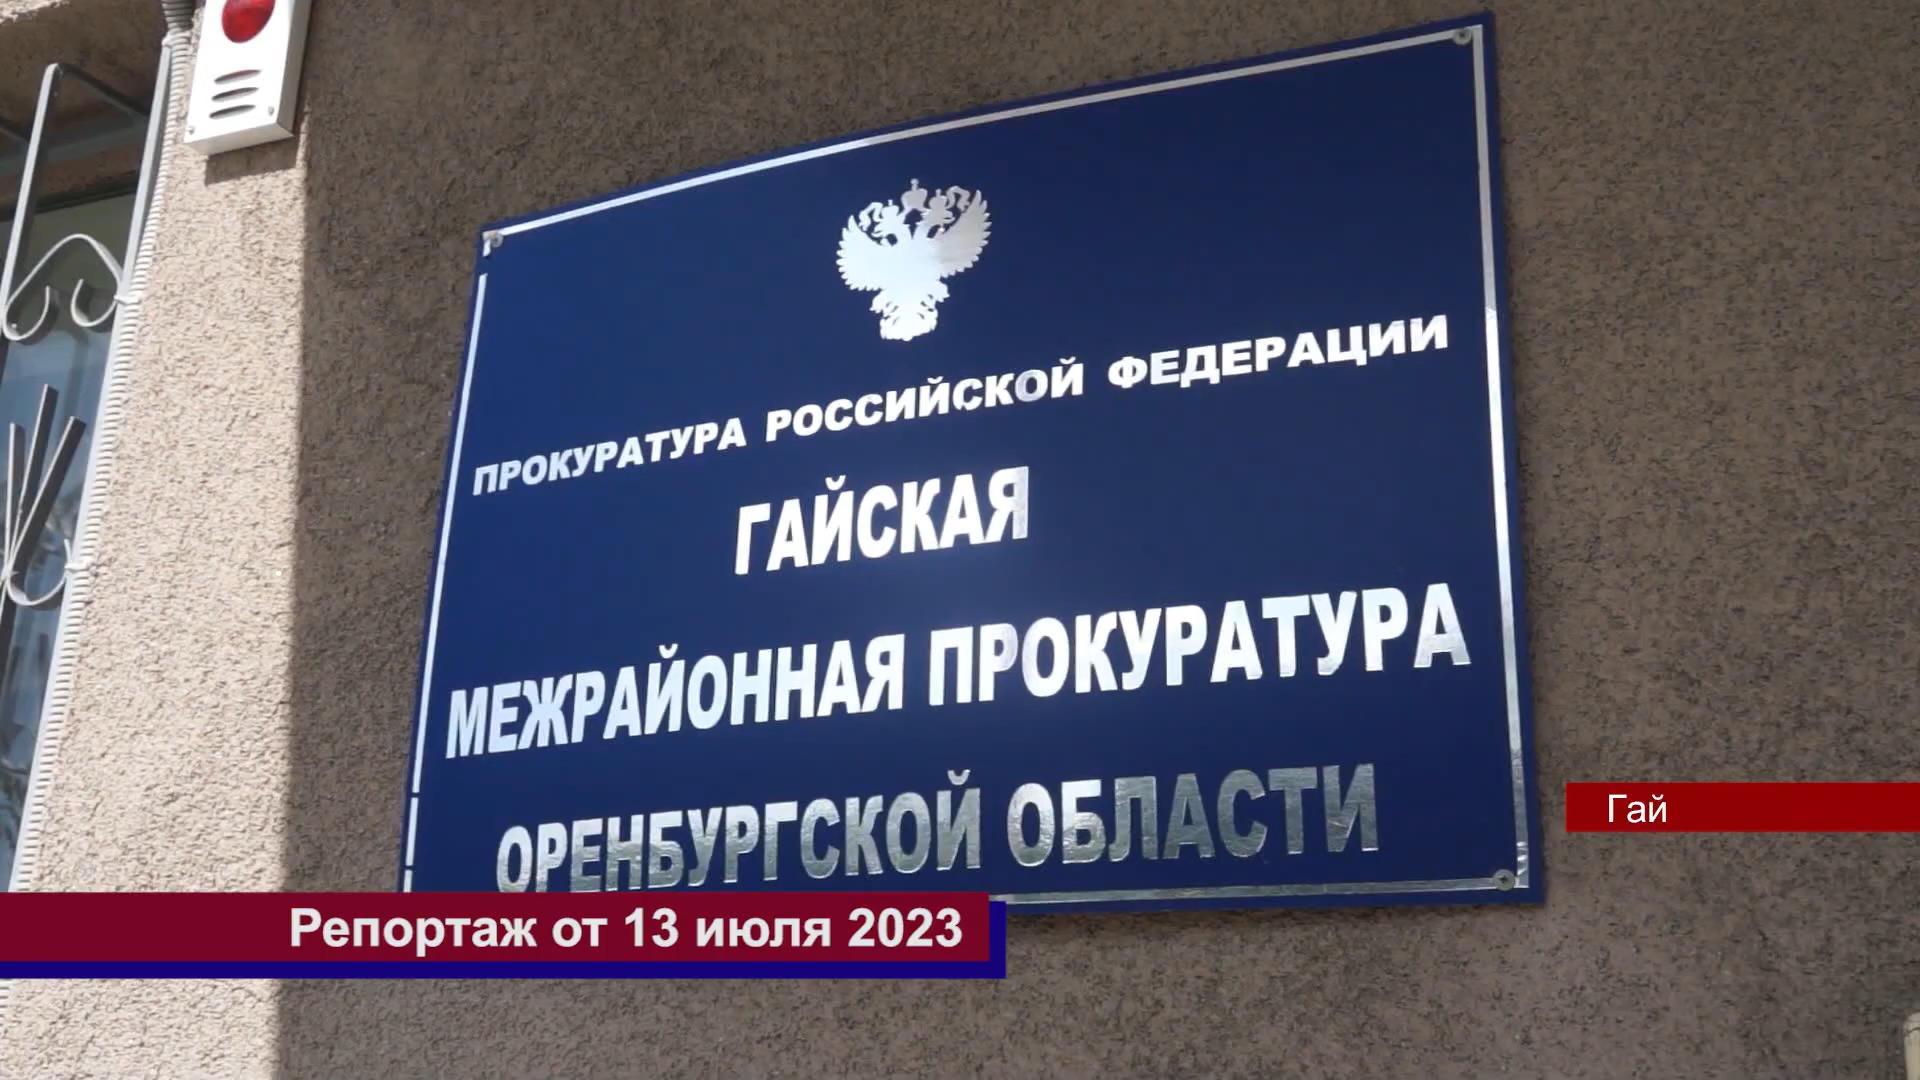 ПРОКУРАТУРА РОССИЙСКОЙ ФЕДЕРАЦИИ
ГАЙСКАЯ
МЕЖРАЙОННАЯ ПРОКУРАТУРА
ОРЕНБУРГСКОЙ ОБЛАСТИ
Гай
Репортаж от 13 июля 2023